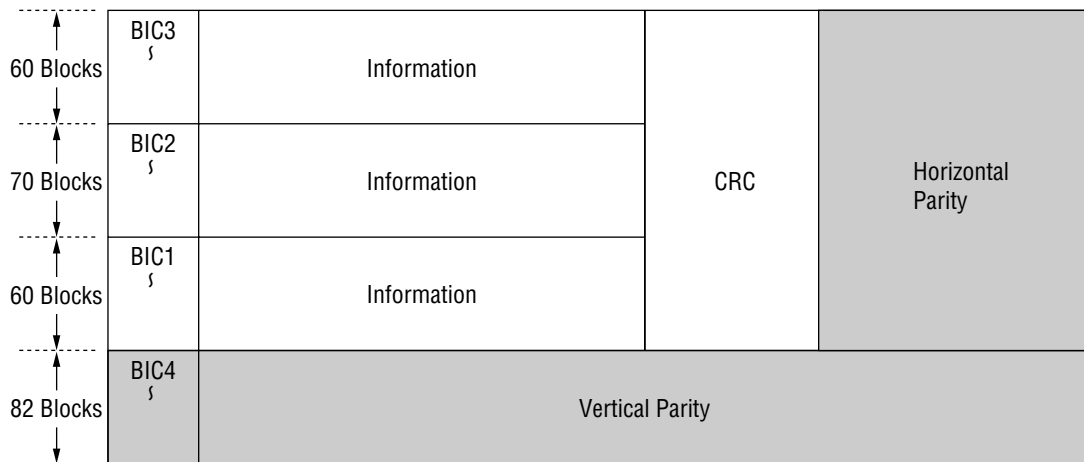 BIC3
60 Blocks
Information
BIC2
70 Blocks
Information
CRC
Horizontal
Parity
BIC1
60 Blocks
Information
BIC4
82 Blocks
Vertical Parity